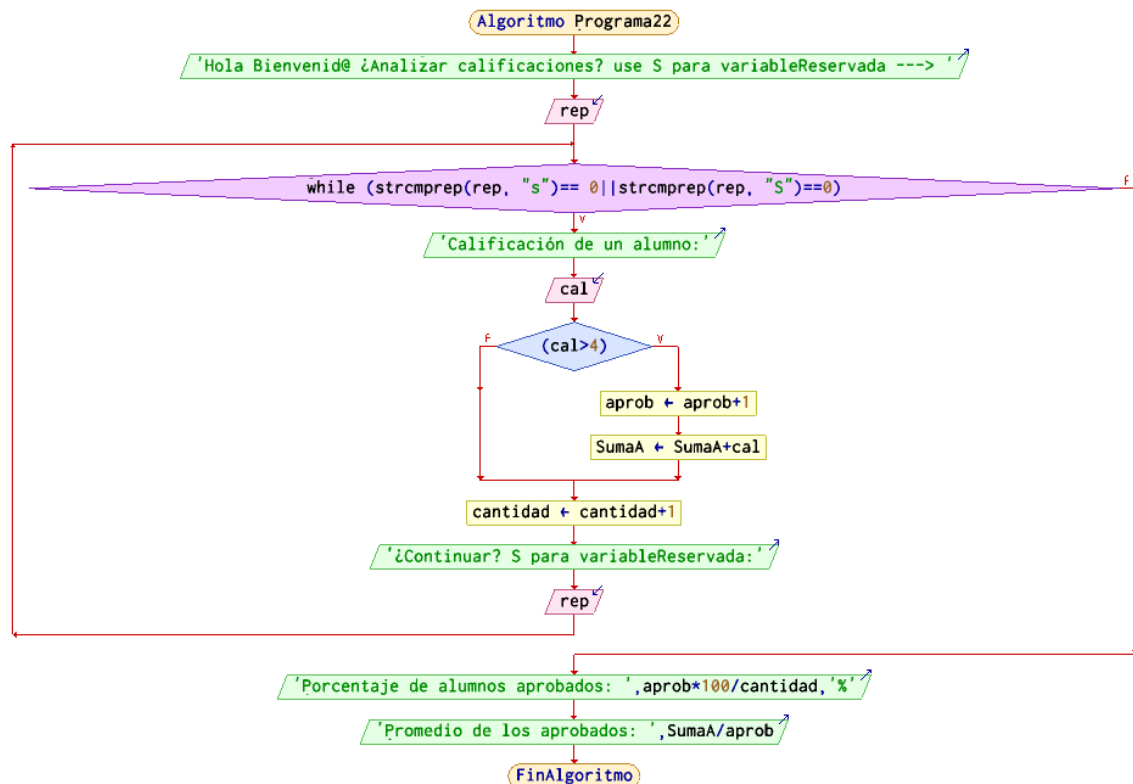 Algoritmo Programa22
'Hola Bienvenid@ ¿Analizar calificaciones? use S para variableReservada ---> '
rep
while (strcmprep(rep, "s")== 0||strcmprep(rep, "S")==0)
F
V
'Calificación de un alumno:'
cal
F
(cal>4)
V
aprob ← aprob+1
SumaA ← SumaA+cal
cantidad ← cantidad+1
'¿Continuar? S para variableReservada:'
rep
'Porcentaje de alumnos aprobados: ',aprob*100/cantidad,'%'
'Promedio de los aprobados: ',SumaA/aprob
FinAlgoritmo